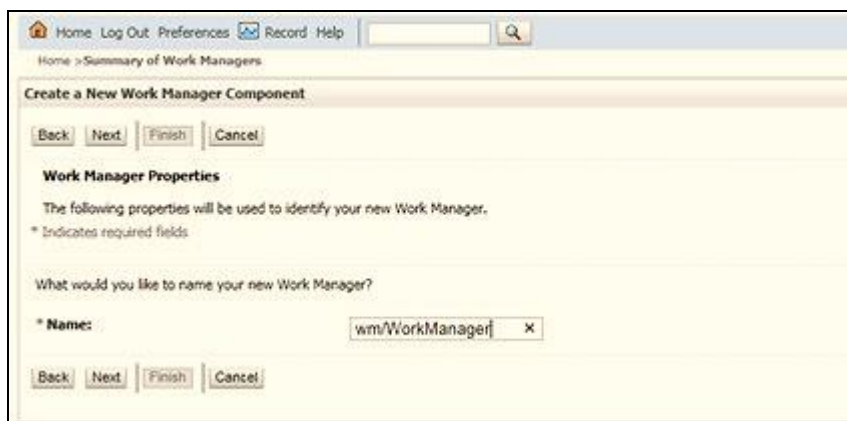 Home Log Out Preferences Record Help
Home >Summary of Work Managers
Create a New Work Manager Component
Back Next Finish Cancel
Work Manager Properties
The following properties will be used to identify your new Work Manager.
* Indicates required fields
What would you like to name your new Work Manager?
* Name: wm/WorkManager ×
Back Next Finish Cancel